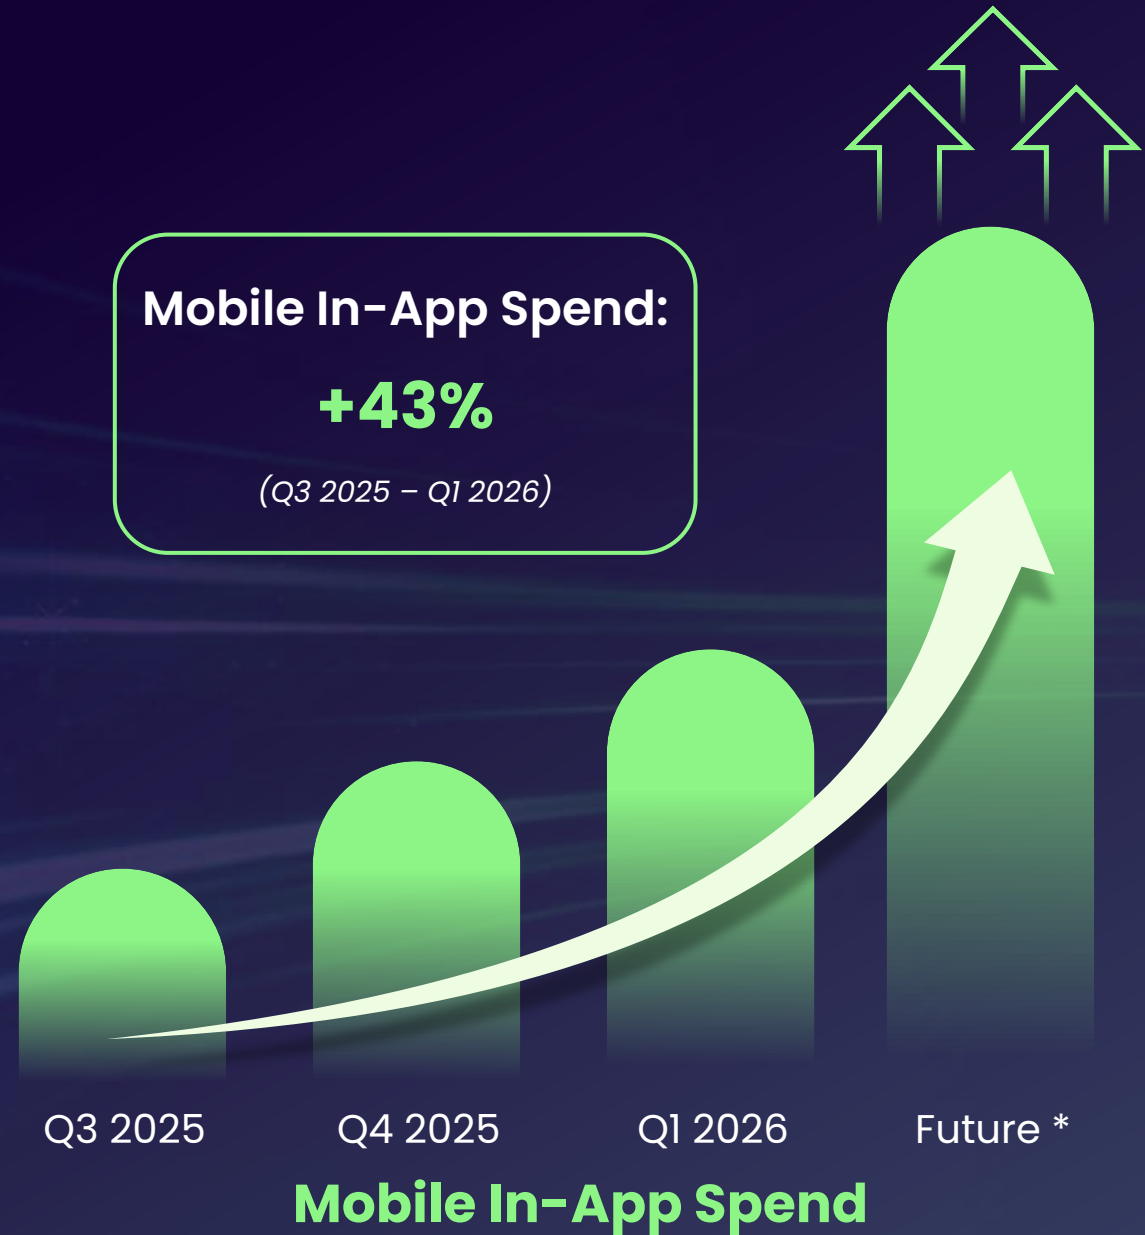 Mobile In-App Spend:
+43%
(Q3 2025 – Q1 2026)
Q3 2025
Q4 2025
Q1 2026
Future *
Mobile In-App Spend